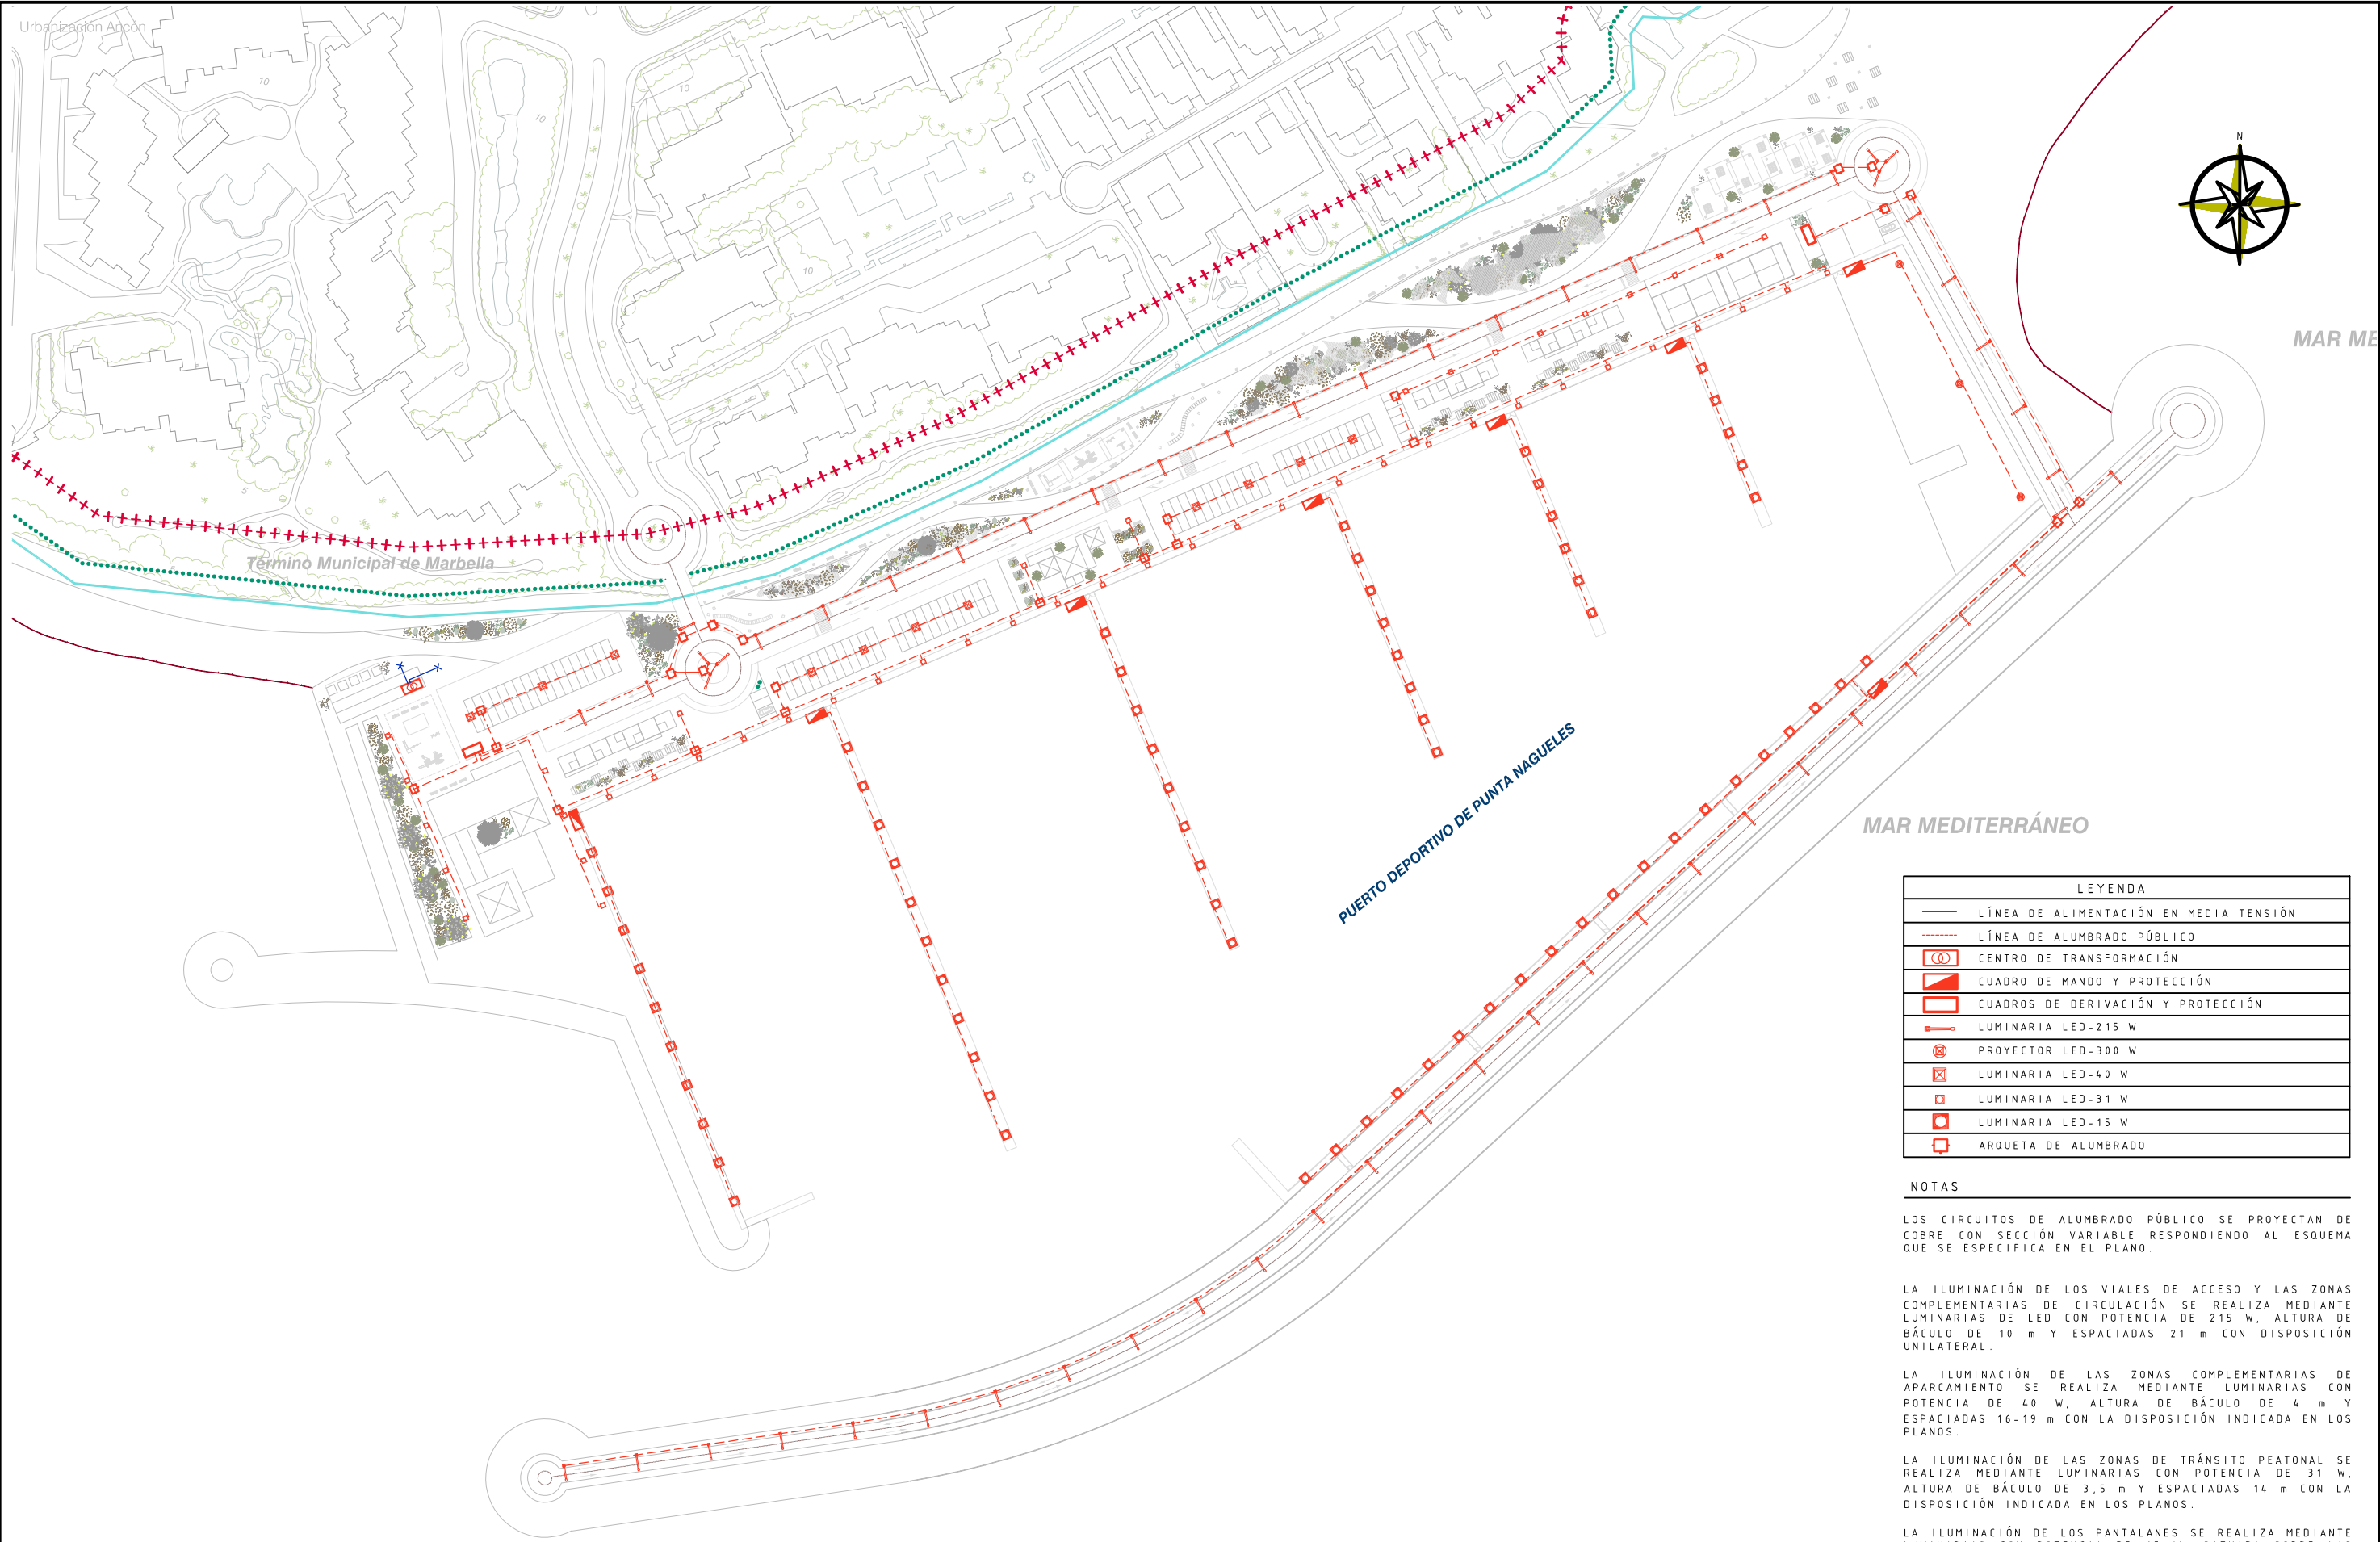 Urbanización Ancón
10
10
10
10
5
5
N
MAR ME
Término Municipal de Marbella
PUERTO DEPORTIVO DE PUNTA NAGUELES
MAR MEDITERRÁNEO
LEYENDA
LÍNEA DE ALIMENTACIÓN EN MEDIA TENSIÓN
LÍNEA DE ALUMBRADO PÚBLICO
CENTRO DE TRANSFORMACIÓN
CUADRO DE MANDO Y PROTECCIÓN
CUADROS DE DERIVACIÓN Y PROTECCIÓN
LUMINARIA LED-215 W
PROYECTOR LED-300 W
LUMINARIA LED-40 W
LUMINARIA LED-31 W
LUMINARIA LED-15 W
ARQUETA DE ALUMBRADO
NOTAS
LOS CIRCUITOS DE ALUMBRADO PÚBLICO SE PROYECTAN DE
COBRE CON SECCIÓN VARIABLE RESPONDIENDO AL ESQUEMA
QUE SE ESPECIFICA EN EL PLANO.
LA ILUMINACIÓN DE LOS VIALES DE ACCESO Y LAS ZONAS
COMPLEMENTARIAS DE CIRCULACIÓN SE REALIZA MEDIANTE
LUMINARIAS DE LED CON POTENCIA DE 215 W, ALTURA DE
BÁCULO DE 10 m Y ESPACIADAS 21 m CON DISPOSICIÓN
UNILATERAL.
LA ILUMINACIÓN DE LAS ZONAS COMPLEMENTARIAS DE
APARCAMIENTO SE REALIZA MEDIANTE LUMINARIAS CON
POTENCIA DE 40 W, ALTURA DE BÁCULO DE 4 m Y
ESPACIADAS 16-19 m CON LA DISPOSICIÓN INDICADA EN LOS
PLANOS.
LA ILUMINACIÓN DE LAS ZONAS DE TRÁNSITO PEATONAL SE
REALIZA MEDIANTE LUMINARIAS CON POTENCIA DE 31 W,
ALTURA DE BÁCULO DE 3,5 m Y ESPACIADAS 14 m CON LA
DISPOSICIÓN INDICADA EN LOS PLANOS.
LA ILUMINACIÓN DE LOS PANTALANES SE REALIZA MEDIANTE